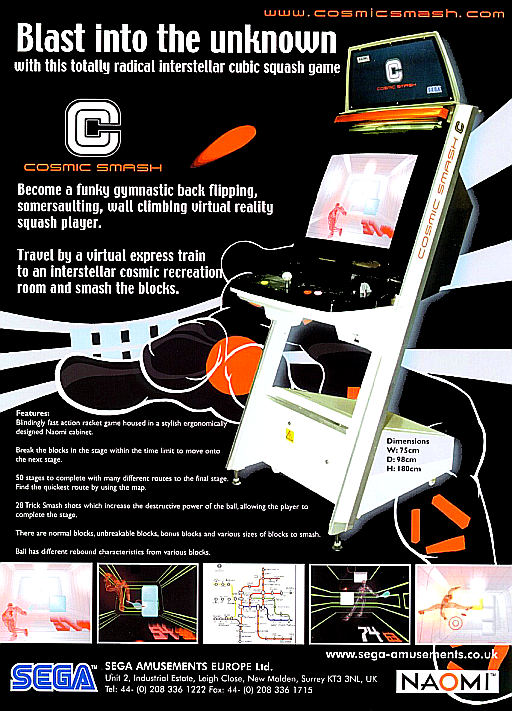 www.cosmicsmash.com
Blast into the unknown
with this totally radical interstellar cubic squash game
C
COSMIC SMASH
SEGA
C
COSMIC SMASH
COSMIC SMASH C
Become a funky gymnastic back flipping,
somersaulting, wall climbing virtual reality
squash player.
Travel by a virtual express train
to an interstellar cosmic recreation
room and smash the blocks.
Features:
Blindingly fast action racket game housed in a stylish ergonomically
designed Naomi cabinet.
Break the blocks in the stage within the time limit to move onto
the next stage.
50 stages to complete with many different routes to the final stage.
Find the quickest route by using the map.
28 Trick Smash shots which increase the destructive power of the ball, allowing the player to
complete the stage.
There are normal blocks, unbreakable blocks, bonus blocks and various sizes of blocks to smash.
Ball has different rebound characteristics from various blocks.
Dimensions
W: 75cm
D: 98cm
H: 180cm
www.sega-amusements.co.uk
SEGA™
SEGA AMUSEMENTS EUROPE Ltd.
Unit 2, Industrial Estate, Leigh Close, New Malden, Surrey KT3 3NL, UK
Tel: 44- (0) 208 336 1222 Fax: 44- (0) 208 336 1715
NAOMI™